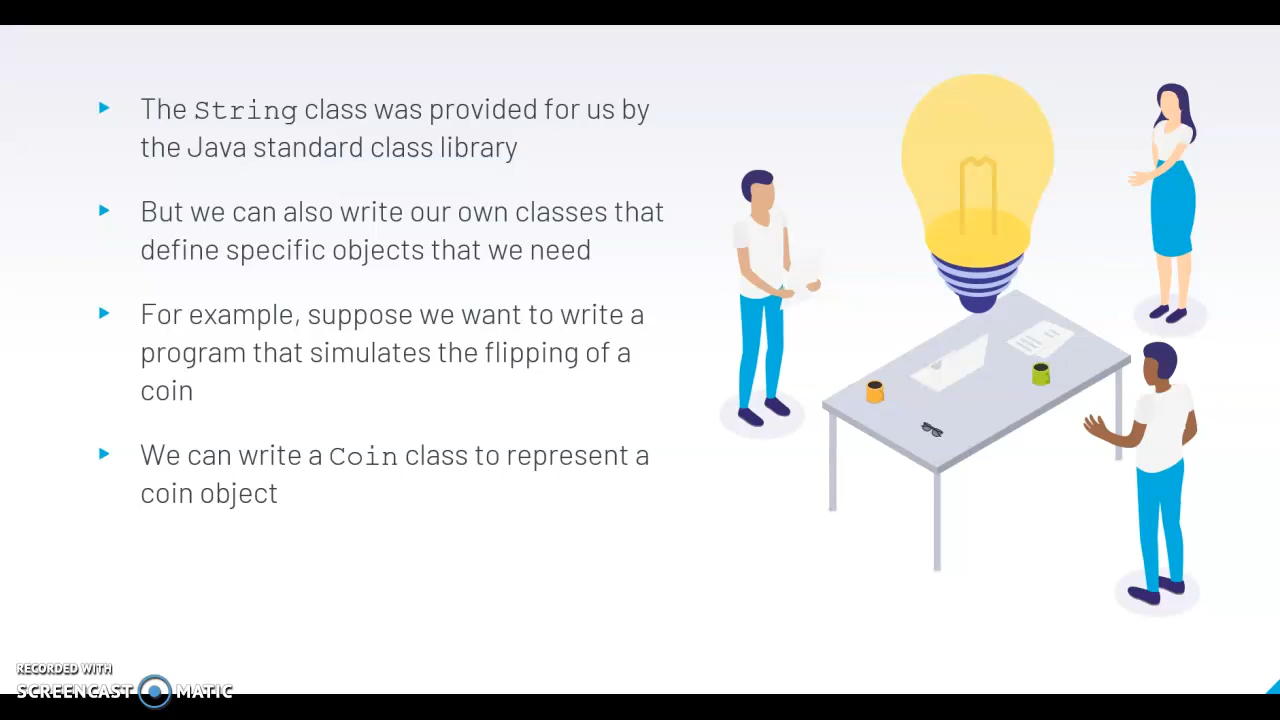 The String class was provided for us by
the Java standard class library
But we can also write our own classes that
define specific objects that we need
For example, suppose we want to write a
program that simulates the flipping of a
coin
We can write a Coin class to represent a
coin object
RECORDED WITH
SCREENCAST MATIC